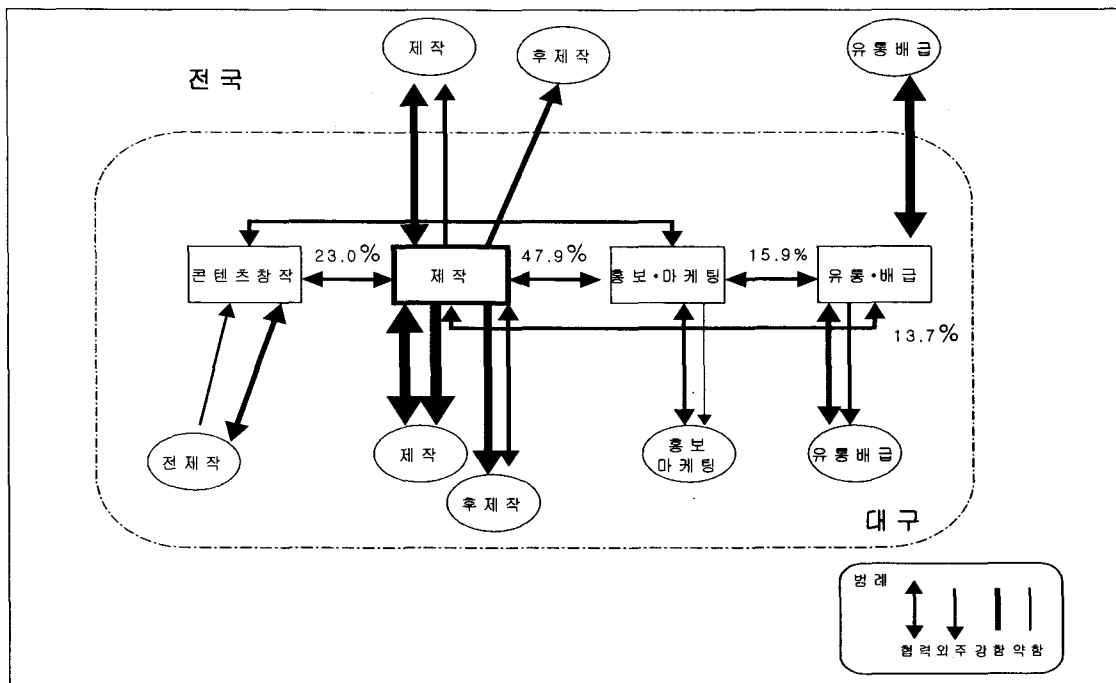 제작
후제작
유통배급
전국
23.0%
47.9%
15.9%
콘텐츠창작
제작
홍보·마케팅
유통·배급
13.7%
전제작
제작
후제작
홍보
마케팅
유통배급
대구
범례
협력 외주 강함 약함